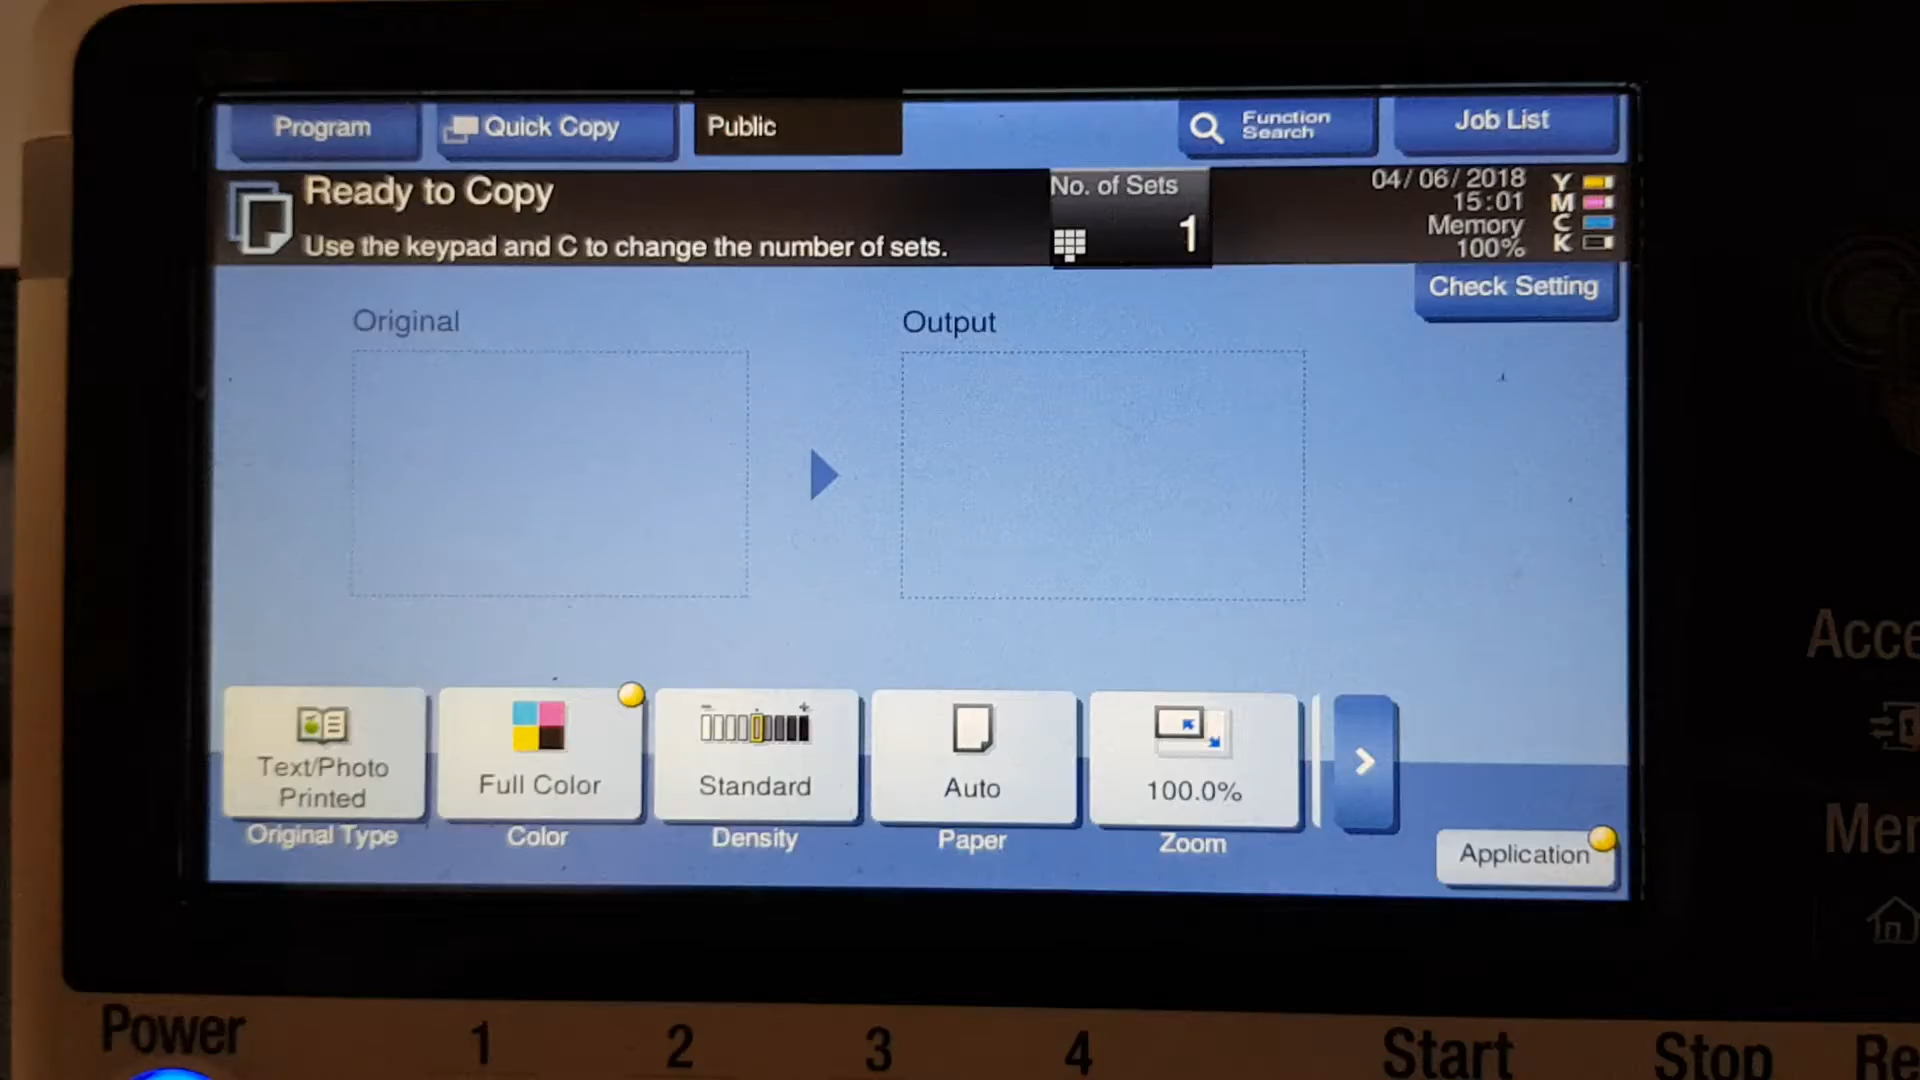 Program
Quick Copy
Public
Function
Search
Job List
Ready to Copy
Use the keypad and C to change the number of sets.
No. of Sets
1
04/06/2018
15:01
Memory
100%
Y
M
C
K
Check Setting
Original
Output
Text/Photo
Printed
Original Type
Full Color
Color
- +
Standard
Density
Auto
Paper
100.0%
Zoom
Application
Acce
Power
1
2
3
4
Start
Stop
Re